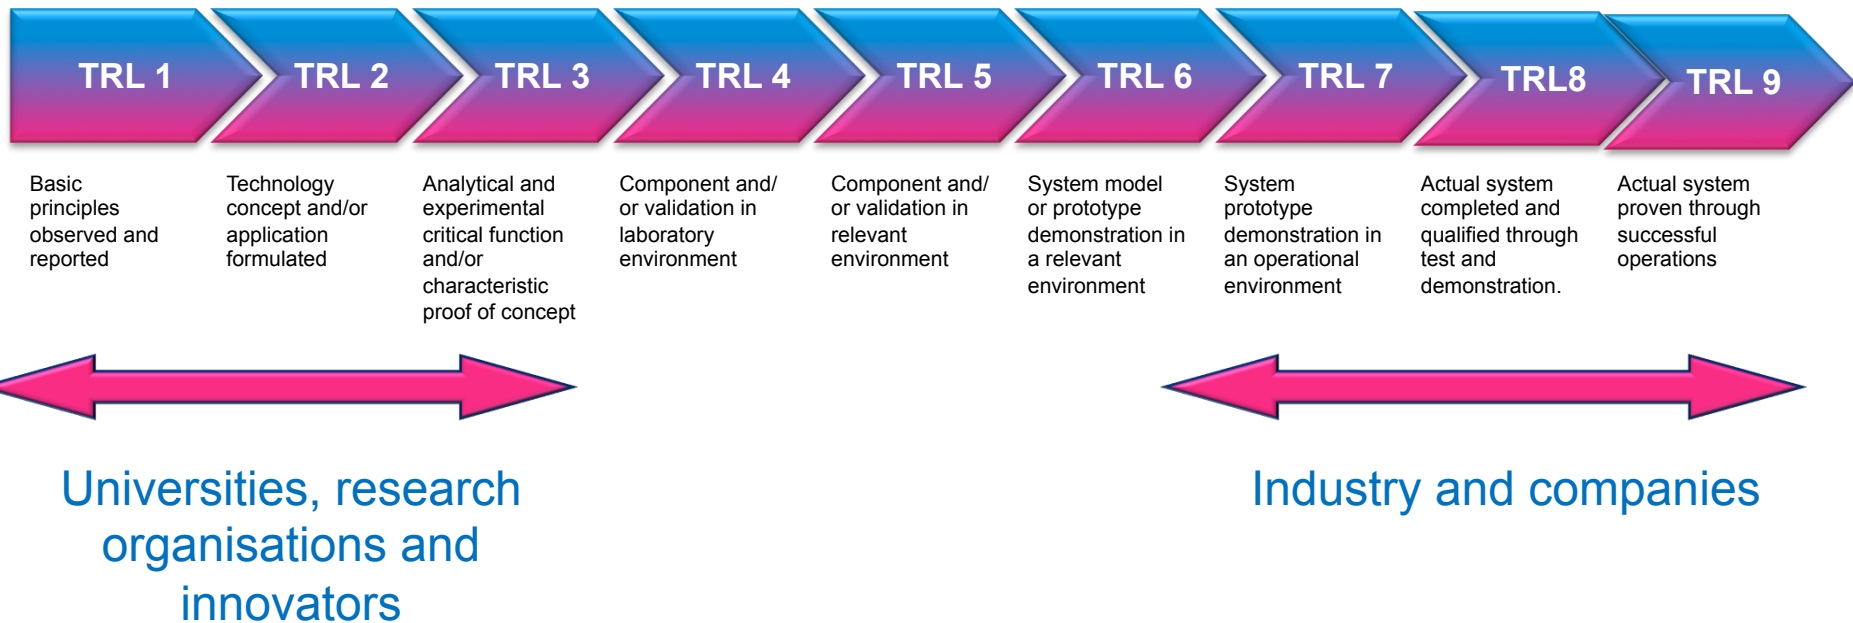 TRL 1
TRL 2
TRL 3
TRL 4
TRL 5
TRL 6
TRL 7
TRL8
TRL 9
Basic
principles
observed and
reported
Technology
concept and/or
application
formulated
Analytical and
experimental
critical function
and/or
characteristic
proof of concept
Component and/
or validation in
laboratory
environment
Component and/
or validation in
relevant
environment
System model
or prototype
demonstration in
a relevant
environment
System
prototype
demonstration in
an operational
environment
Actual system
completed and
qualified through
test and
demonstration.
Actual system
proven through
successful
operations
Universities, research
organisations and
innovators
Industry and companies